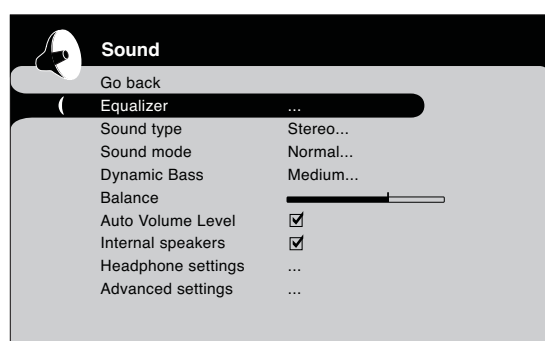 Sound
Go back
Equalizer ...
Sound type Stereo...
Sound mode Normal...
Dynamic Bass Medium...
Balance
Auto Volume Level
Internal speakers
Headphone settings ...
Advanced settings ...